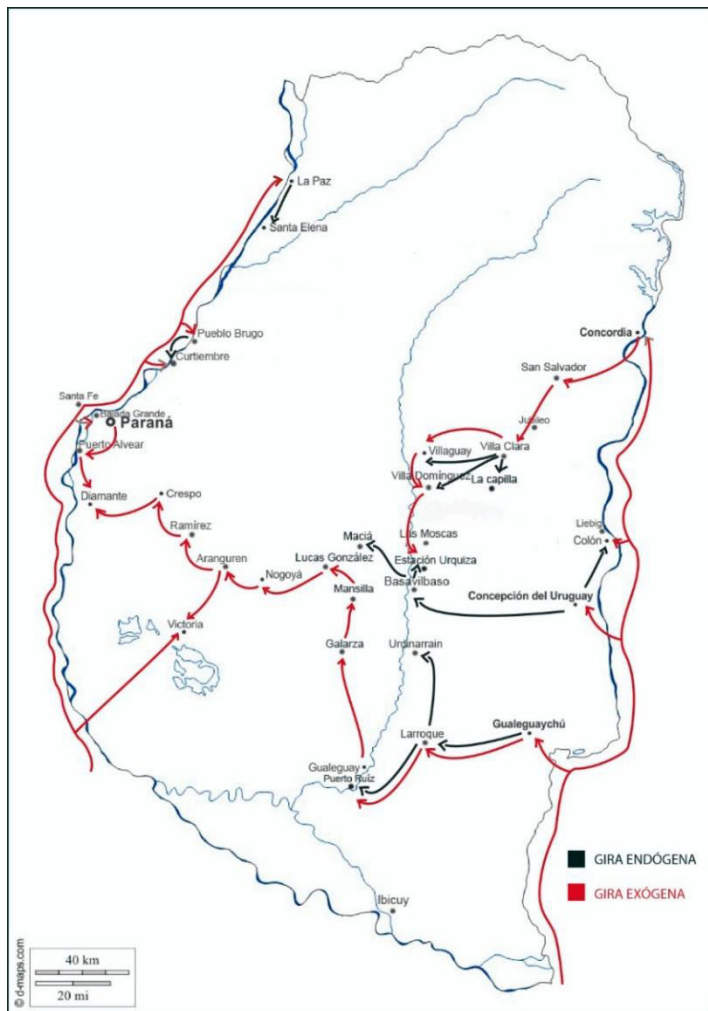 La Paz
Santa Elena
Pueblo Brugo
Curtiembre
Concordia
San Salvador
Santa Fe
Bajada Grande
Paraná
Jubileo
Puerto Alvear
Villaguay
Villa Clara
Villa Domínguez
La capilla
Diamante
Crespo
Ramírez
Maciá
Las Moscas
Liebig
Colón
Aranguren
Lucas González
Estación Urquiza
Nogoyá
Basavilbaso
Mansilla
Concepción del Uruguay
Victoria
Galarza
Urdinarrain
Larroque
Gualeguaychú
Gualeguay
Puerto Ruíz
GIRA ENDÓGENA
GIRA EXÓGENA
Ibicuy
40 km
20 mi
© d-maps.com